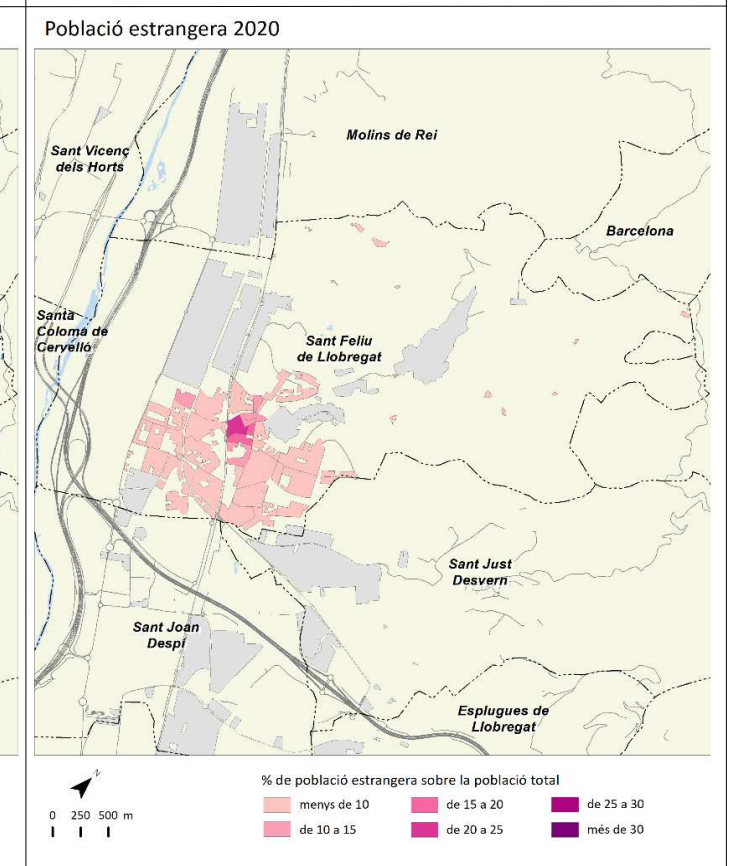 Població estrangera 2020
Molins de Rei
Sant Vicenç
dels Horts
Barcelona
Santa
Coloma de
Cervelló
Sant Feliu
de Llobregat
Sant Just
Desvern
Sant Joan
Despí
Esplugues de
Llobregat
N
0 250 500 m
% de població estrangera sobre la població total
menys de 10
de 15 a 20
de 25 a 30
de 10 a 15
de 20 a 25
més de 30